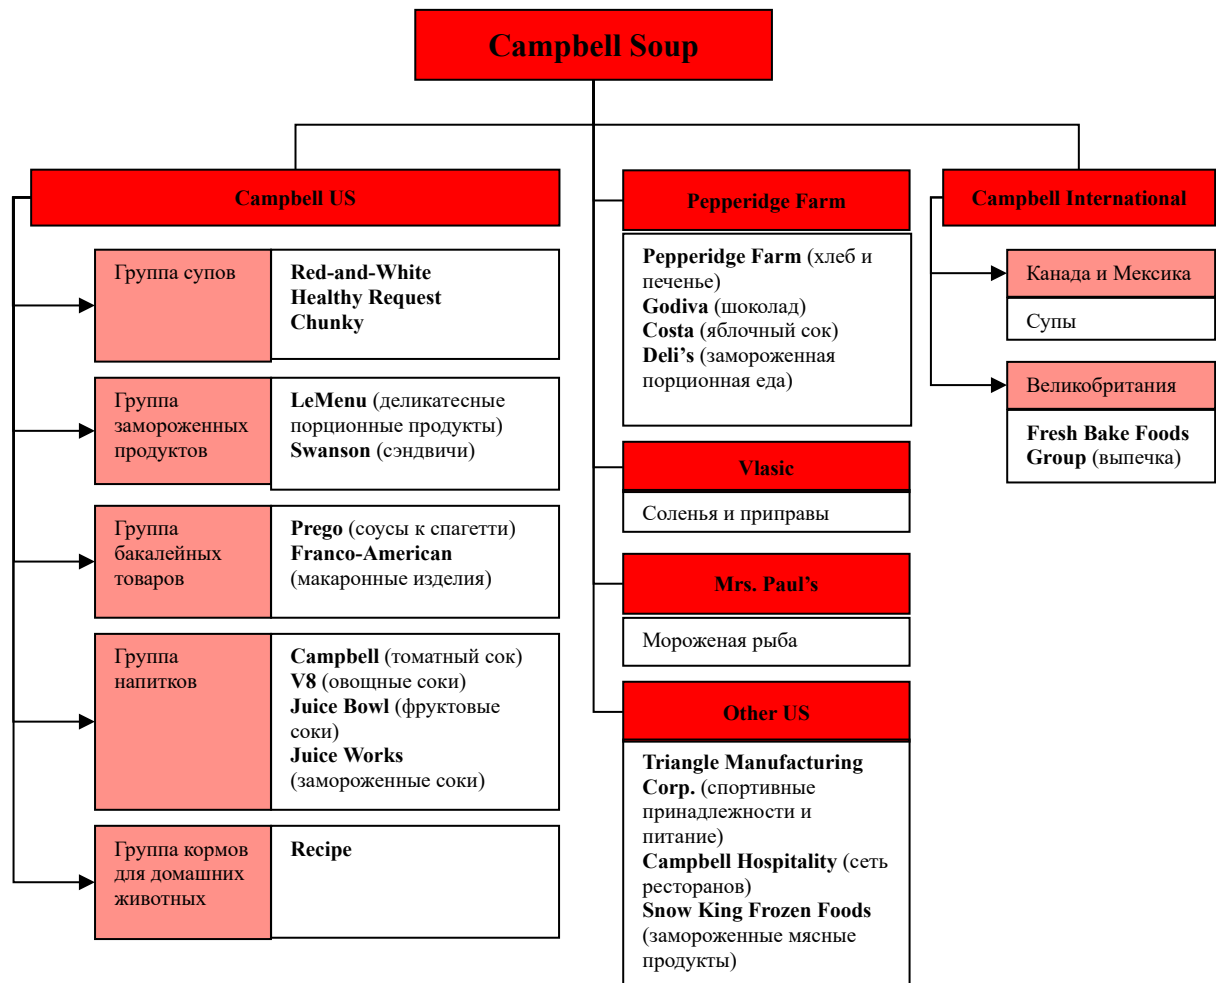 Campbell Soup
Campbell US
Группа супов
Red-and-White
Healthy Request
Chunky
Группа
замороженных
продуктов
LeMenu (деликатесные
порционные продукты)
Swanson (сэндвичи)
Группа
бакалейных
товаров
Prego (соусы к спагетти)
Franco-American
(макаронные изделия)
Группа
напитков
Campbell (томатный сок)
V8 (овощные соки)
Juice Bowl (фруктовые
соки)
Juice Works
(замороженные соки)
Группа кормов
для домашних
животных
Recipe
Pepperidge Farm
Pepperidge Farm (хлеб и
печенье)
Godiva (шоколад)
Costa (яблочный сок)
Deli’s (замороженная
порционная еда)
Vlasic
Соленья и приправы
Mrs. Paul’s
Мороженая рыба
Other US
Triangle Manufacturing
Corp. (спортивные
принадлежности и
питание)
Campbell Hospitality (сеть
ресторанов)
Snow King Frozen Foods
(замороженные мясные
продукты)
Campbell International
Канада и Мексика
Супы
Великобритания
Fresh Bake Foods
Group (выпечка)